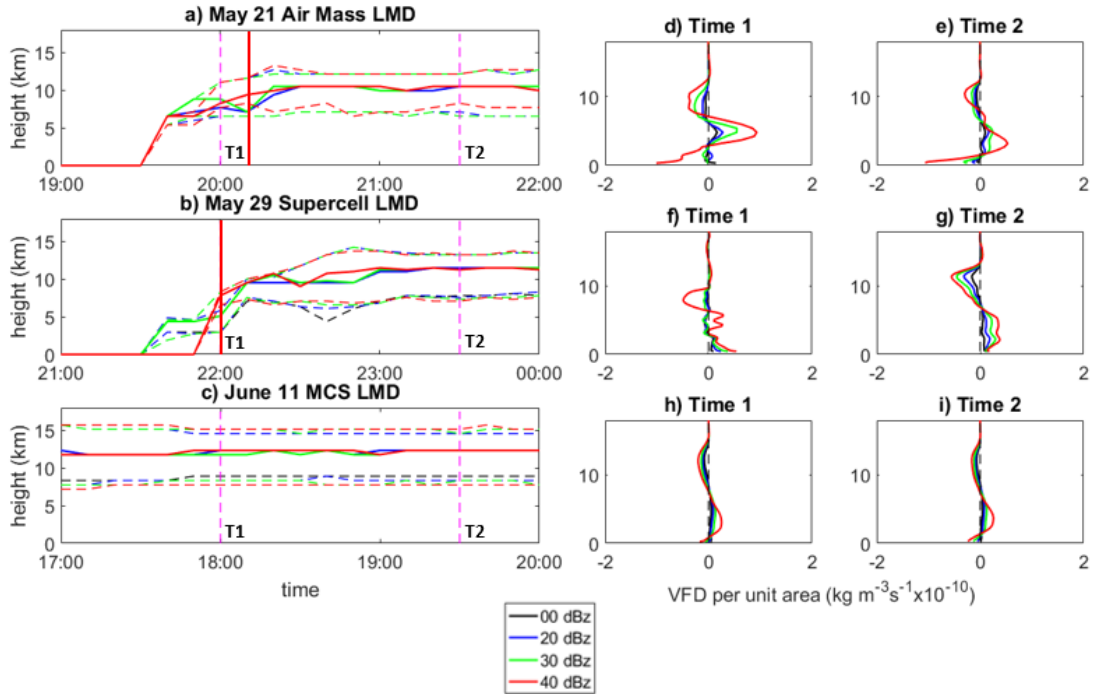 a) May 21 Air Mass LMD
height (km)
15
10
5
0
T1
T2
19:00
20:00
21:00
22:00
b) May 29 Supercell LMD
height (km)
15
10
5
0
T1
T2
21:00
22:00
23:00
00:00
c) June 11 MCS LMD
height (km)
15
10
5
0
T1
T2
17:00
18:00
19:00
20:00
time
d) Time 1
10
0
-2
0
2
e) Time 2
10
0
-2
0
2
f) Time 1
10
0
-2
0
2
g) Time 2
10
0
-2
0
2
h) Time 1
10
0
-2
0
2
i) Time 2
10
0
-2
0
2
VFD per unit area (kg m⁻³s⁻¹x10⁻¹⁰)
00 dBz
20 dBz
30 dBz
40 dBz